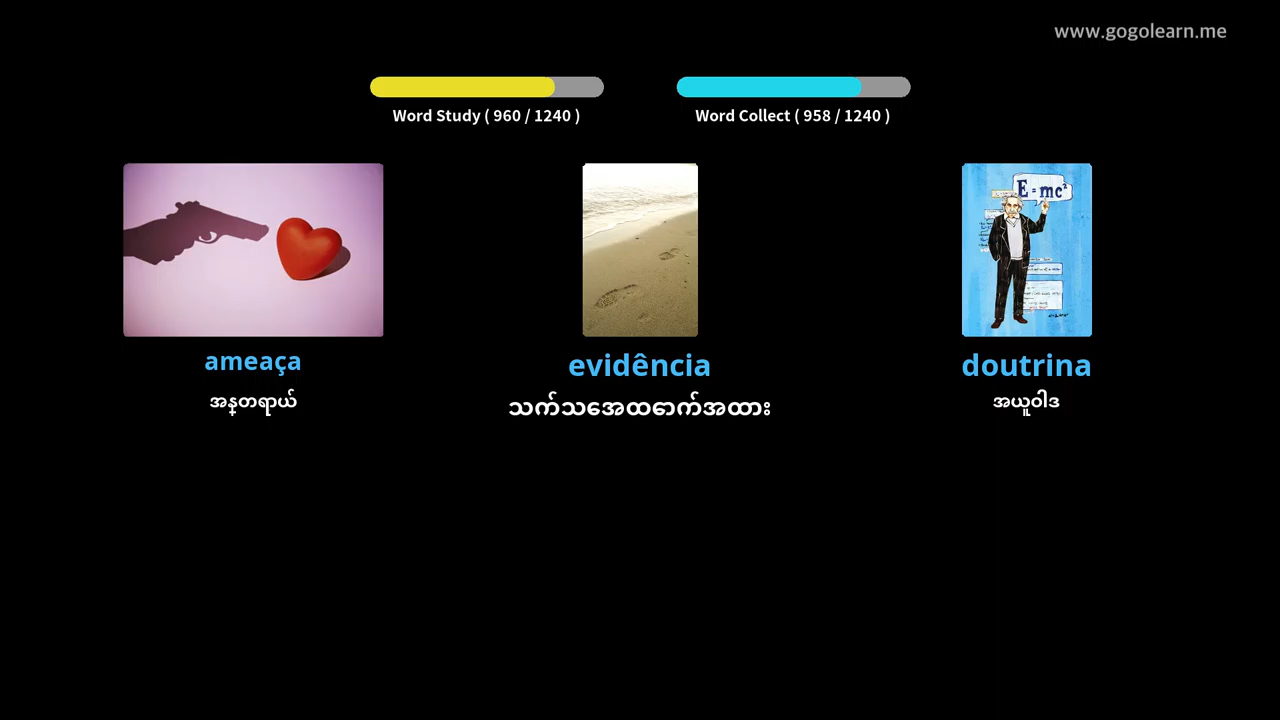 www.gogolearn.me
Word Study ( 960 / 1240 )
Word Collect ( 958 / 1240 )
E = mc²
ameaça
evidência
doutrina
အန္တရာယ်
သက်သအေထောက်အထား
အယူဝါဒ